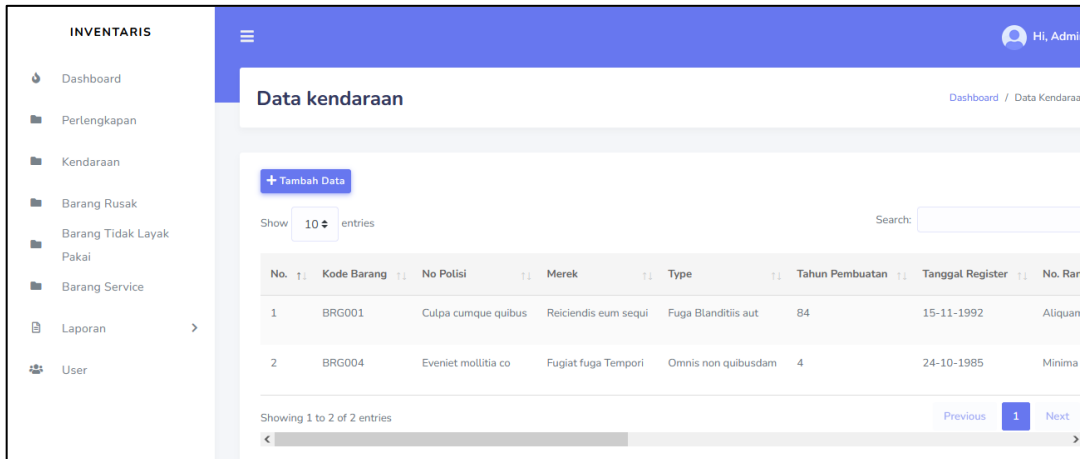 INVENTARIS
Hi, Admi
Dashboard
Perlengkapan
Kendaraan
Barang Rusak
Barang Tidak Layak
Pakai
Barang Service
Laporan
User
Data kendaraan
Dashboard / Data Kendaraa
Tambah Data
Show 10 entries
Search:
No. Kode Barang No Polisi Merek Type Tahun Pembuatan Tanggal Register No. Ran
1 BRG001 Culpa cumque quibus Reiciendis eum sequi Fuga Blanditiis aut 84 15-11-1992 Aliquam
2 BRG004 Eveniet mollitia co Fugiat fuga Tempori Omnis non quibusdam 4 24-10-1985 Minima
Showing 1 to 2 of 2 entries
Previous 1 Next